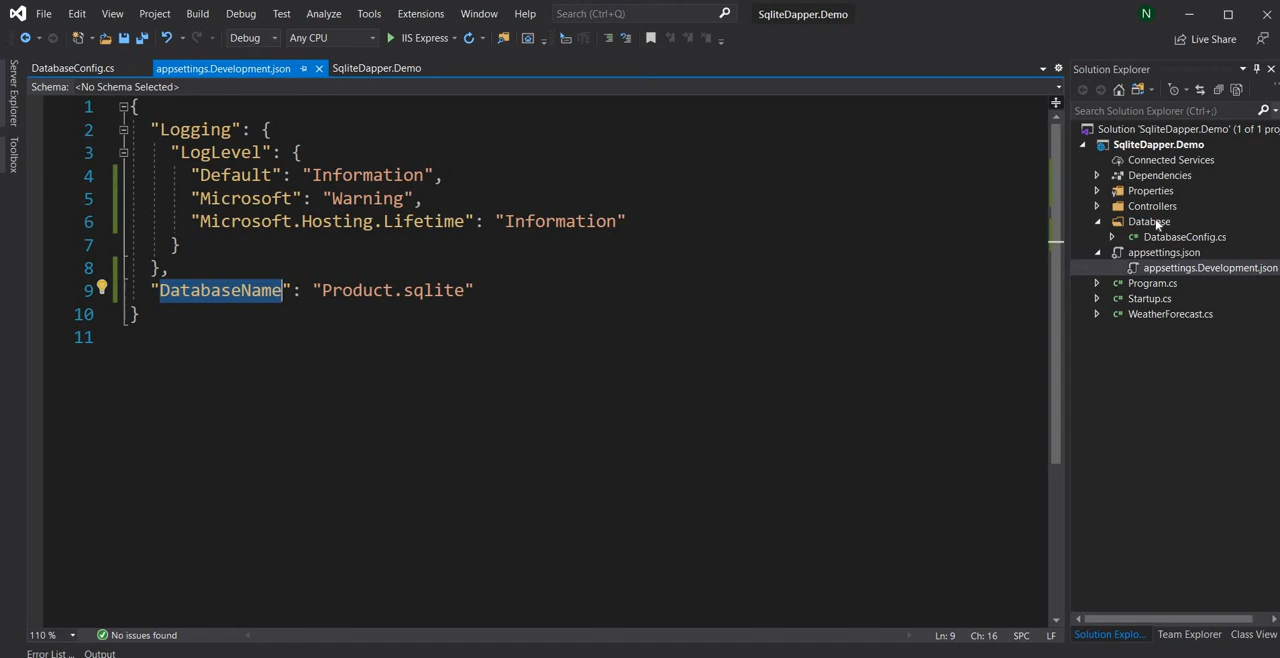 File Edit View Project Build Debug Test Analyze Tools Extensions Window Help Search (Ctrl+Q) SqliteDapper.Demo N
Debug Any CPU IIS Express Live Share
DatabaseConfig.cs appsettings.Development.json SqliteDapper.Demo
Schema: <No Schema Selected>
Server Explorer
Toolbox
1 {
2 "Logging": {
3 "LogLevel": {
4 "Default": "Information",
5 "Microsoft": "Warning",
6 "Microsoft.Hosting.Lifetime": "Information"
7 }
8 },
9 "DatabaseName": "Product.sqlite"
10 }
11
110 % No issues found Ln: 9 Ch: 16 SPC LF
Error List ... Output
Solution Explorer
Search Solution Explorer (Ctrl+;)
Solution 'SqliteDapper.Demo' (1 of 1 pro
SqliteDapper.Demo
Connected Services
Dependencies
Properties
Controllers
Database
C# DatabaseConfig.cs
appsettings.json
appsettings.Development.json
C# Program.cs
C# Startup.cs
C# WeatherForecast.cs
Solution Explo... Team Explorer Class View